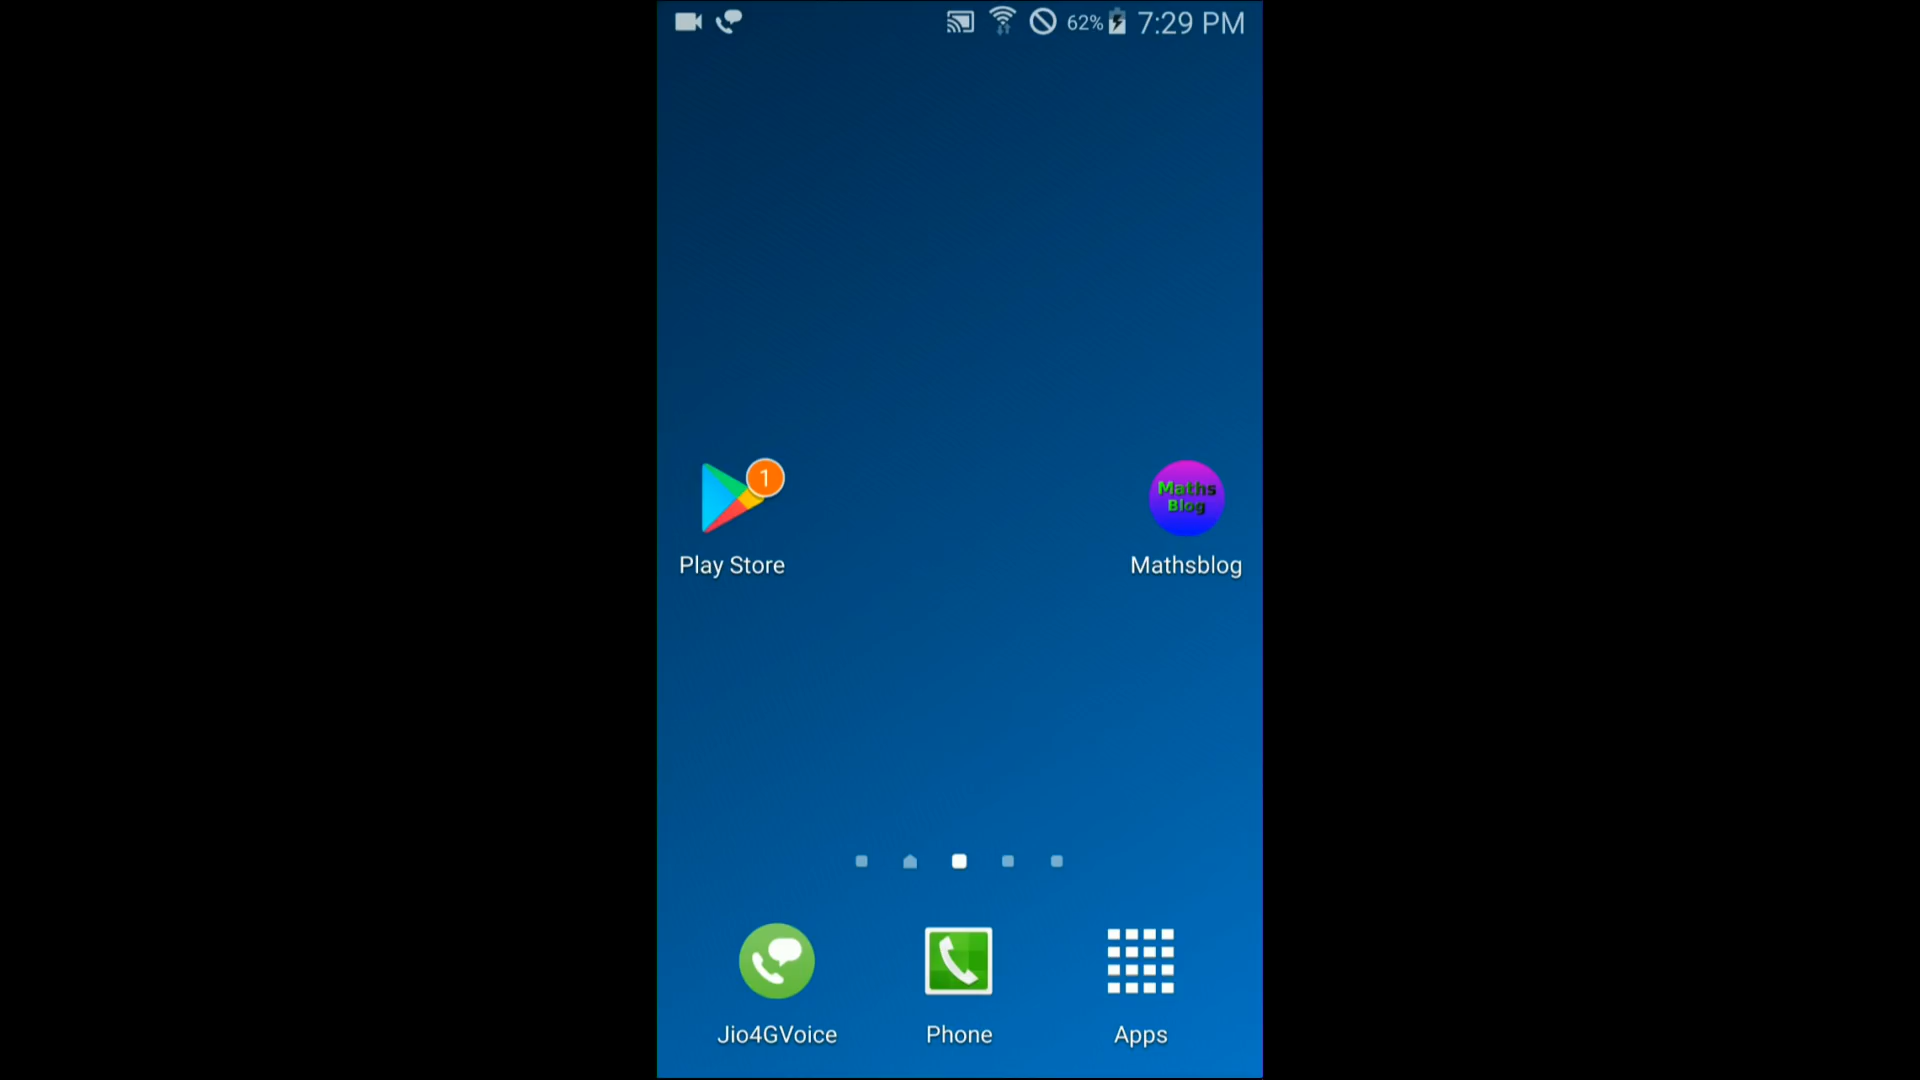 62% 7:29 PM
1
Maths
Blog
Play Store
Mathsblog
Jio4GVoice
Phone
Apps